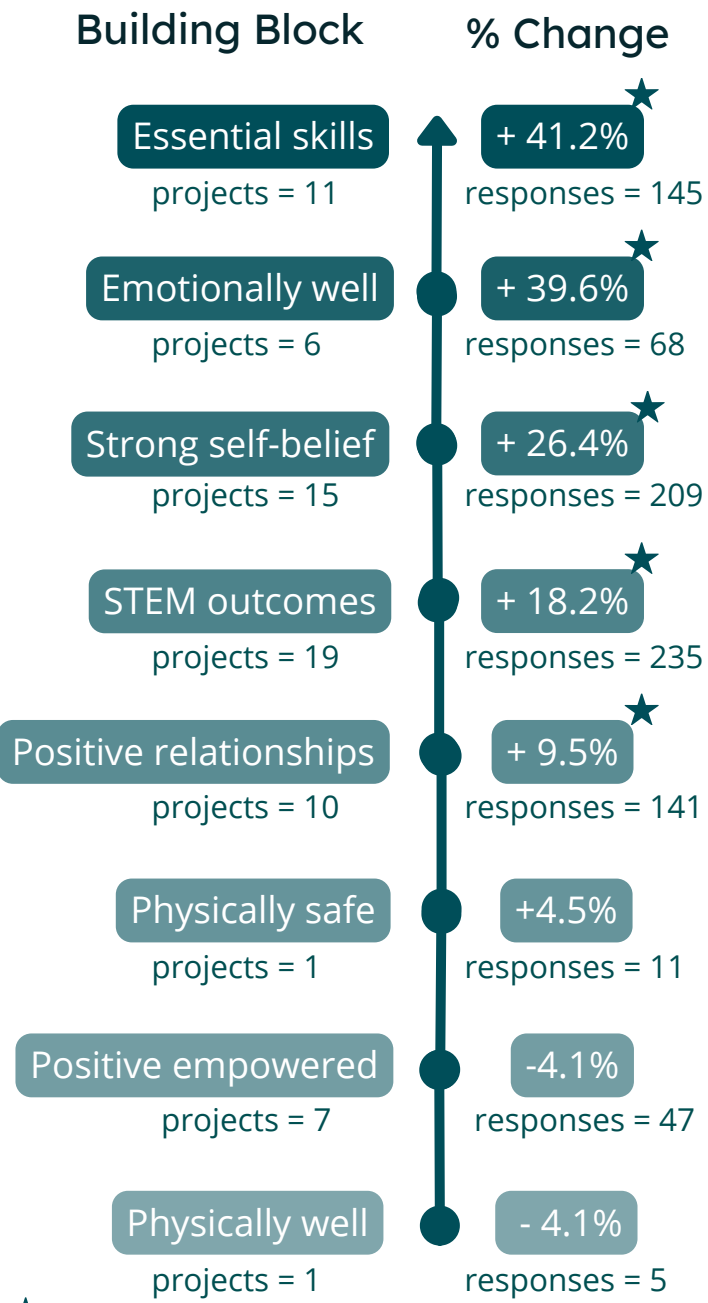 Building Block % Change
Essential skills + 41.2%
projects = 11 responses = 145
Emotionally well + 39.6%
projects = 6 responses = 68
Strong self-belief + 26.4%
projects = 15 responses = 209
STEM outcomes + 18.2%
projects = 19 responses = 235
Positive relationships + 9.5%
projects = 10 responses = 141
Physically safe +4.5%
projects = 1 responses = 11
Positive empowered -4.1%
projects = 7 responses = 47
Physically well - 4.1%
projects = 1 responses = 5